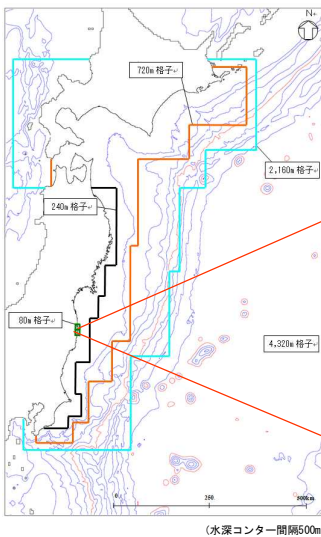 N
720m 格子
2,160m 格子
240m 格子
80m 格子
4,320m 格子
0. 250. 500km
(水深コンター間隔500m